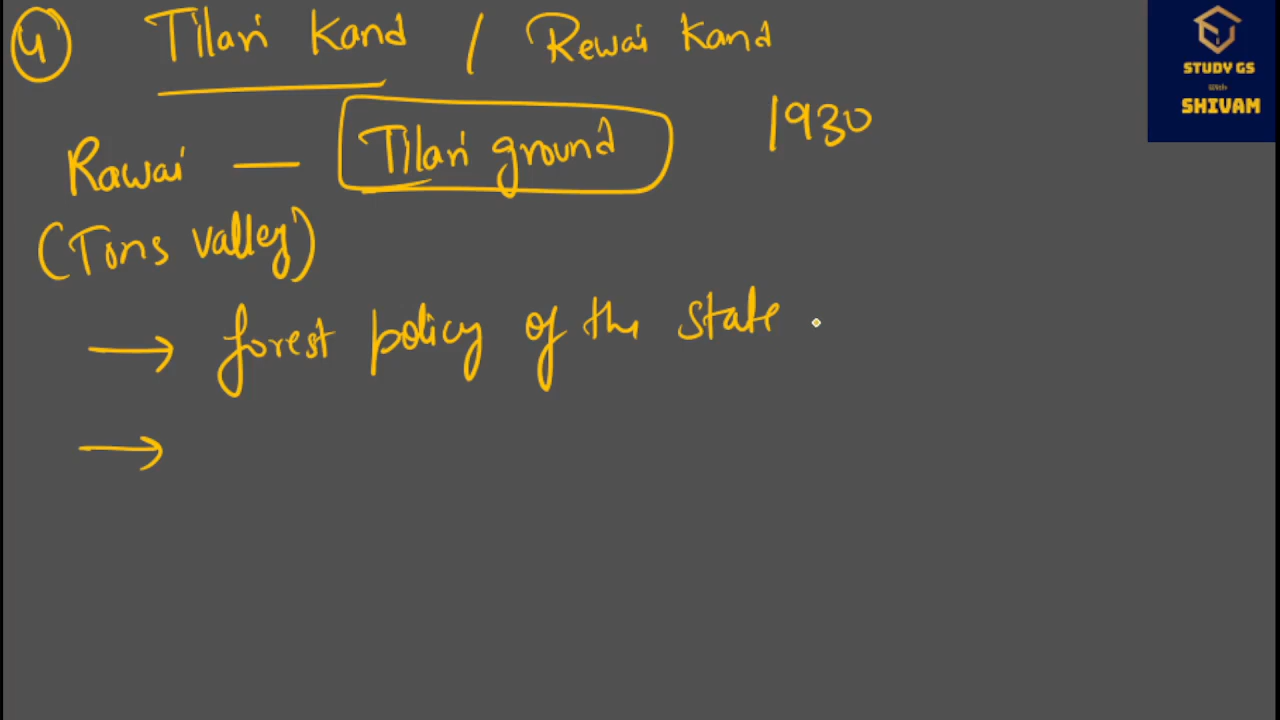 4 Tilari Kand / Rewai Kand
Rawai — Tilari ground 1930
(Tons valley)
→ forest policy of the state .
→
STUDY GS
With
SHIVAM